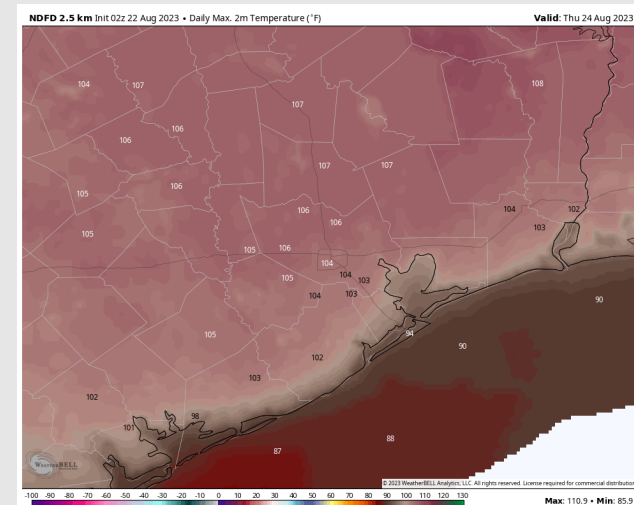 NDFD 2.5 km Init 02z 22 Aug 2023 • Daily Max. 2m Temperature (°F) Valid: Thu 24 Aug 2023
104 107 107 108
106 106
107 107
105 106
106 104 102
105 106 103
105 106 104
105 104 103
104 103 90
105 94 90
102
103
102
101 98
87 88
WeatherBELL
© 2023 WeatherBELL Analytics, LLC. All rights reserved. License required for commercial distribution
-100 -90 -80 -70 -60 -50 -40 -30 -20 -10 0 10 20 30 40 50 60 70 80 90 100 110 120 130
Max: 110.9 • Min: 85.9